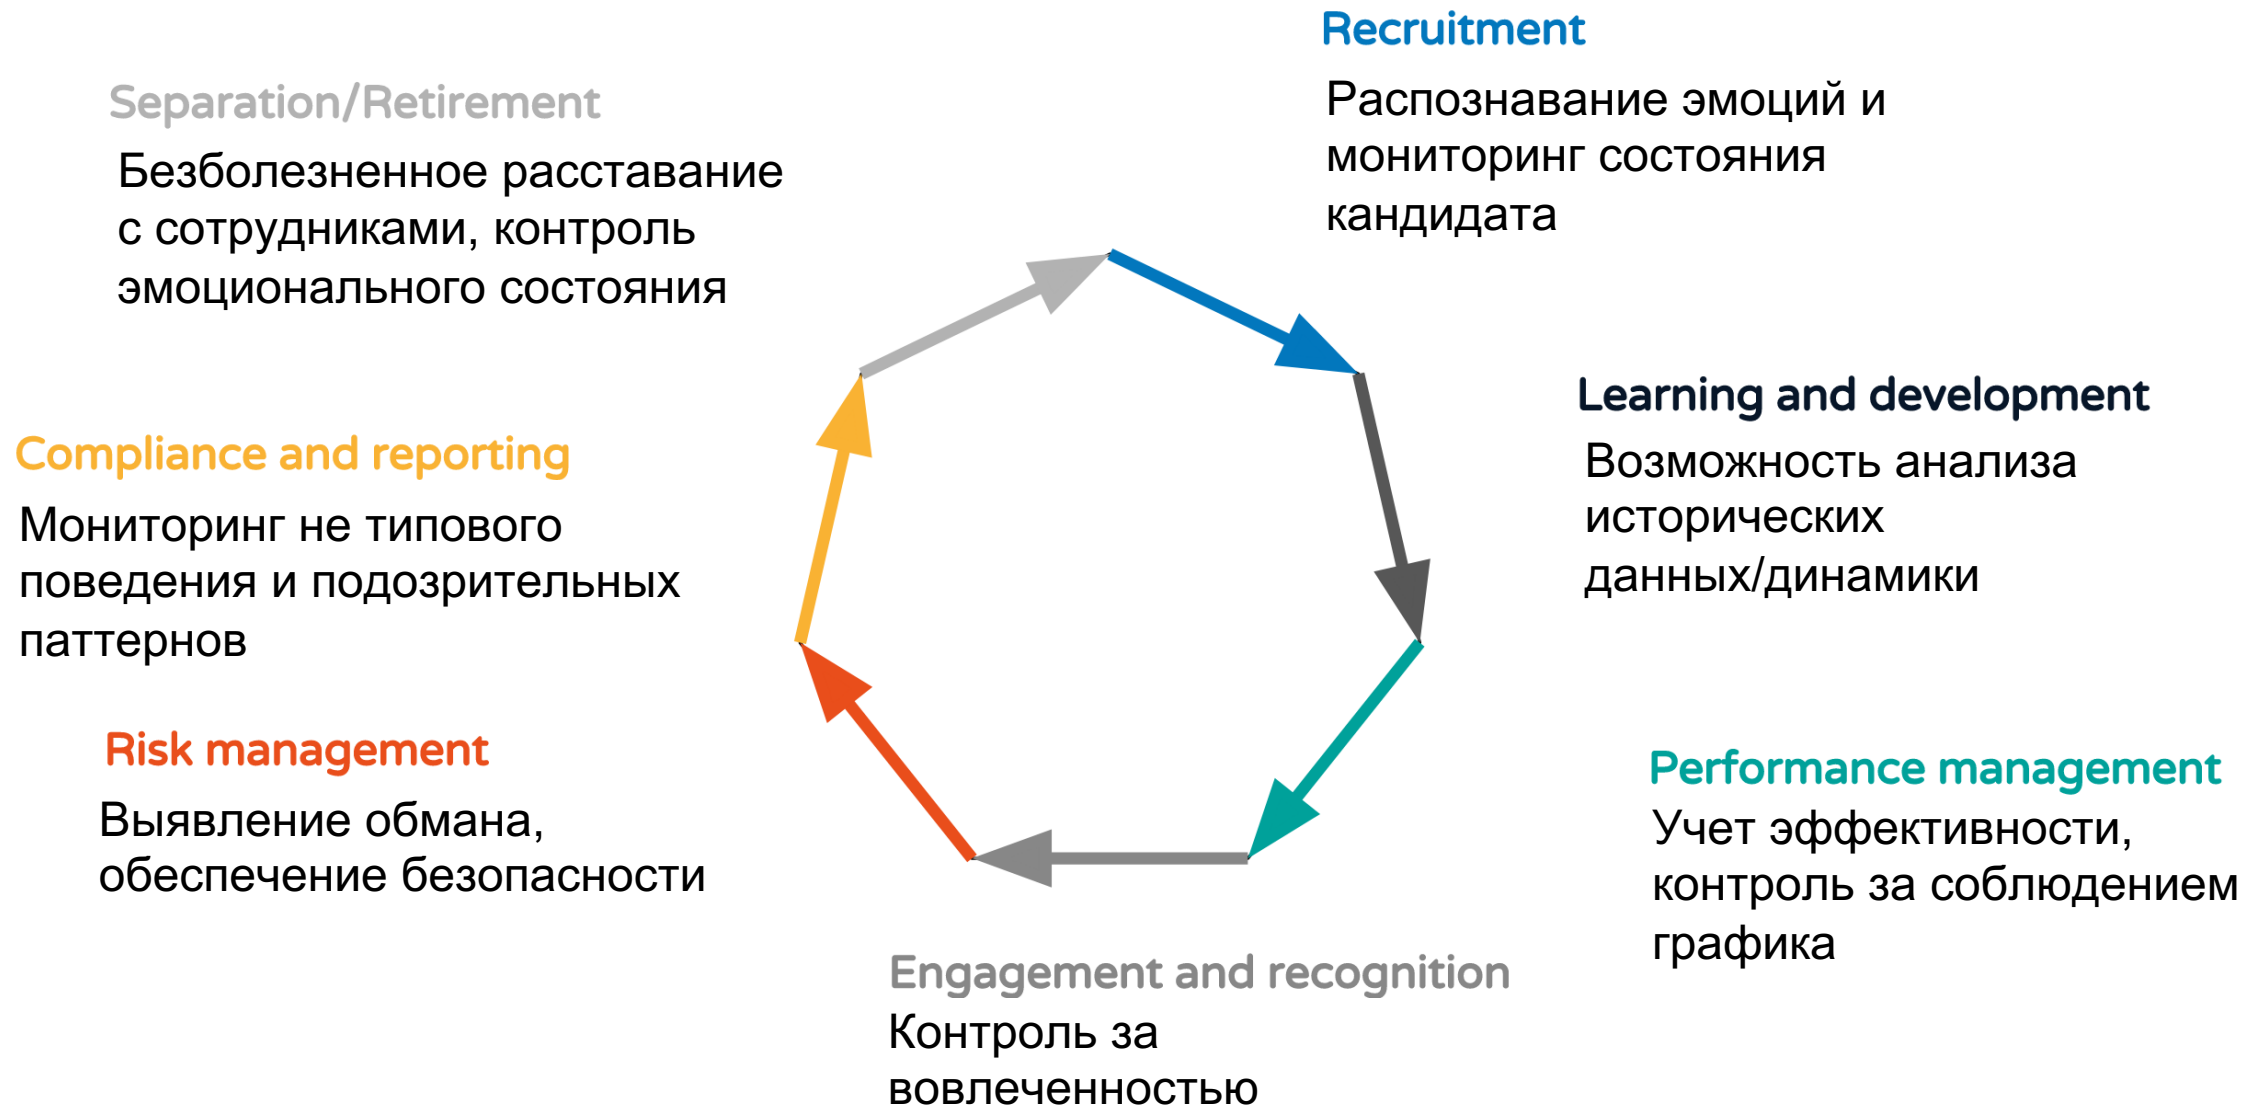 Recruitment
Распознавание эмоций и
мониторинг состояния
кандидата
Learning and development
Возможность анализа
исторических
данных/динамики
Performance management
Учет эффективности,
контроль за соблюдением
графика
Engagement and recognition
Контроль за
вовлеченностью
Risk management
Выявление обмана,
обеспечение безопасности
Compliance and reporting
Мониторинг не типового
поведения и подозрительных
паттернов
Separation/Retirement
Безболезненное расставание
с сотрудниками, контроль
эмоционального состояния